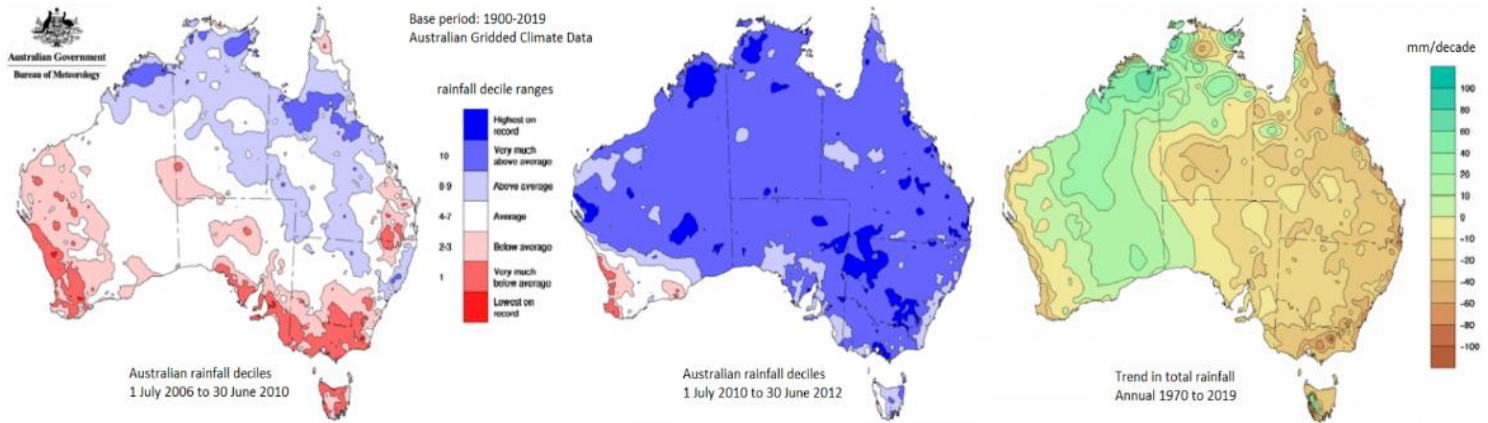 Australian Government
Bureau of Meteorology
Base period: 1900-2019
Australian Gridded Climate Data
rainfall decile ranges
Highest on
record
10
Very much
above average
8-9
Above average
4-7
Average
2-3
Below average
1
Very much
below average
Lowest on
record
Australian rainfall deciles
1 July 2006 to 30 June 2010
Australian rainfall deciles
1 July 2010 to 30 June 2012
mm/decade
100
80
60
40
20
10
0
-10
-20
-40
-60
-80
-100
Trend in total rainfall
Annual 1970 to 2019